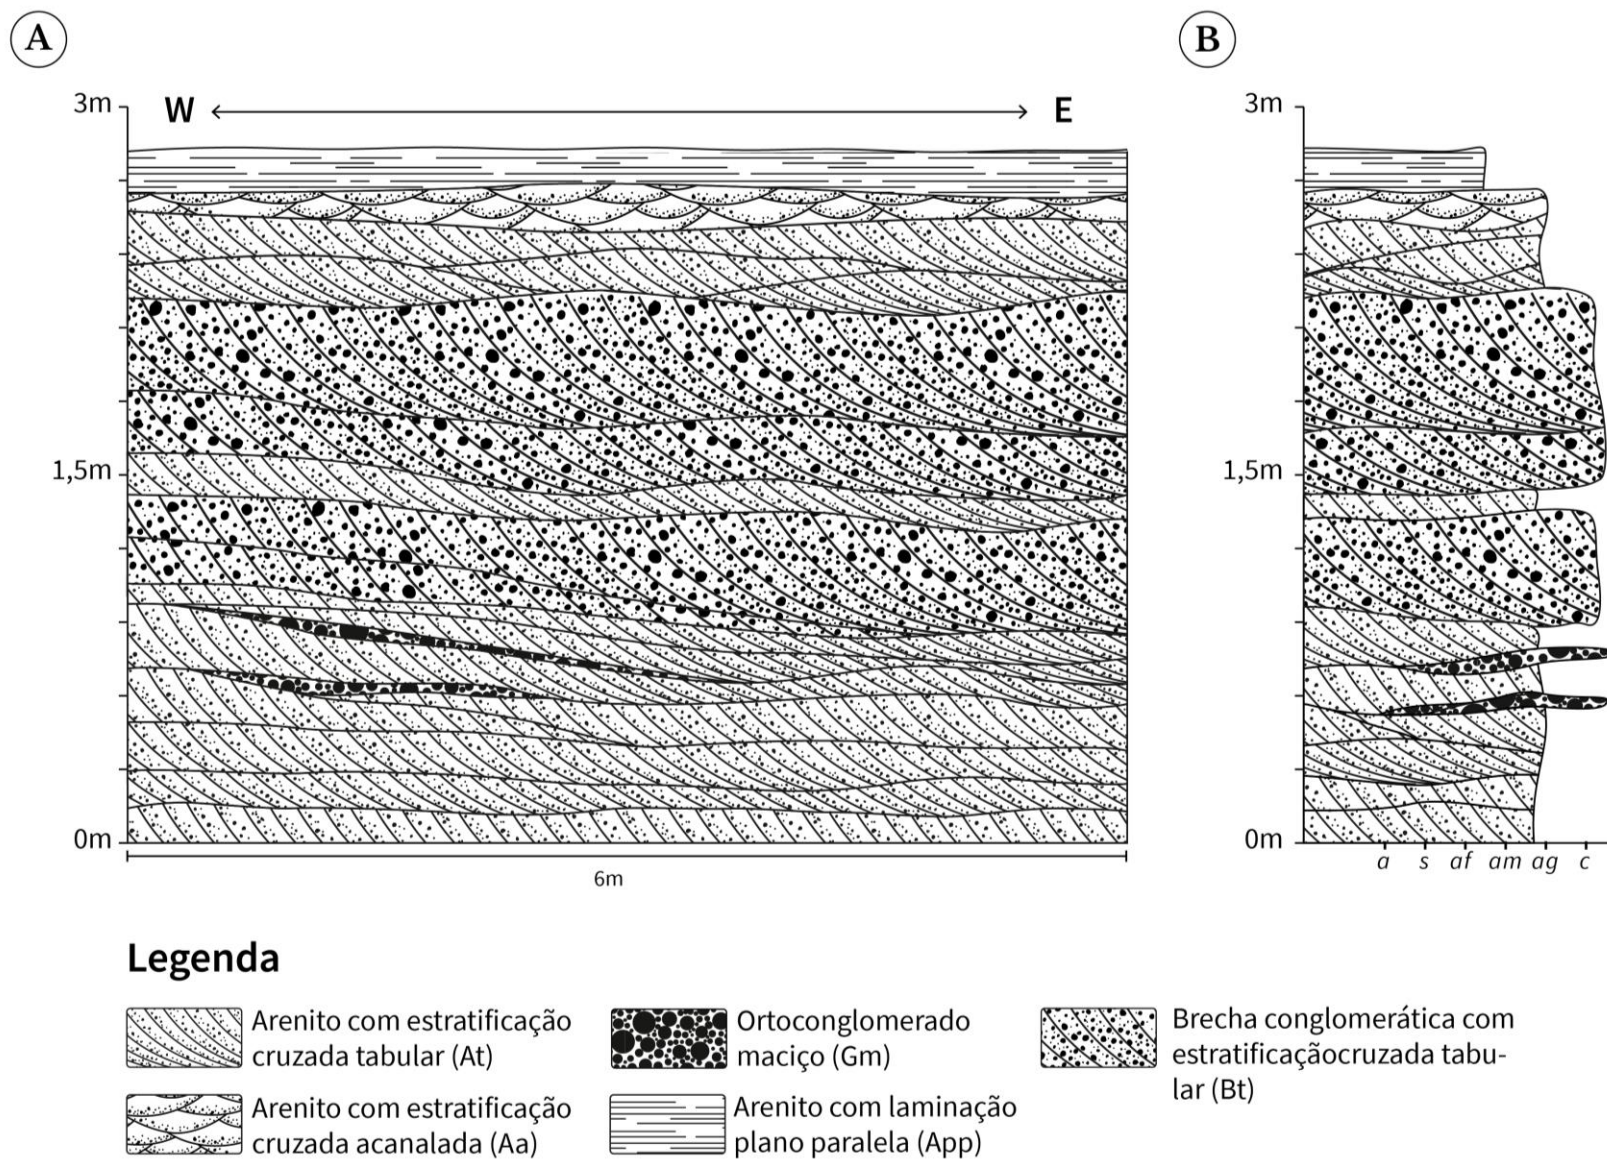 A
B
3m
W
E
1,5m
0m
6m
3m
1,5m
0m
a s af am ag c
Legenda
Arenito com estratificação
cruzada tabular (At)
Ortoconglomerado
maciço (Gm)
Brecha conglomerática com
estratificaçãocruzada tabu-
lar (Bt)
Arenito com estratificação
cruzada acanalada (Aa)
Arenito com laminação
plano paralela (App)